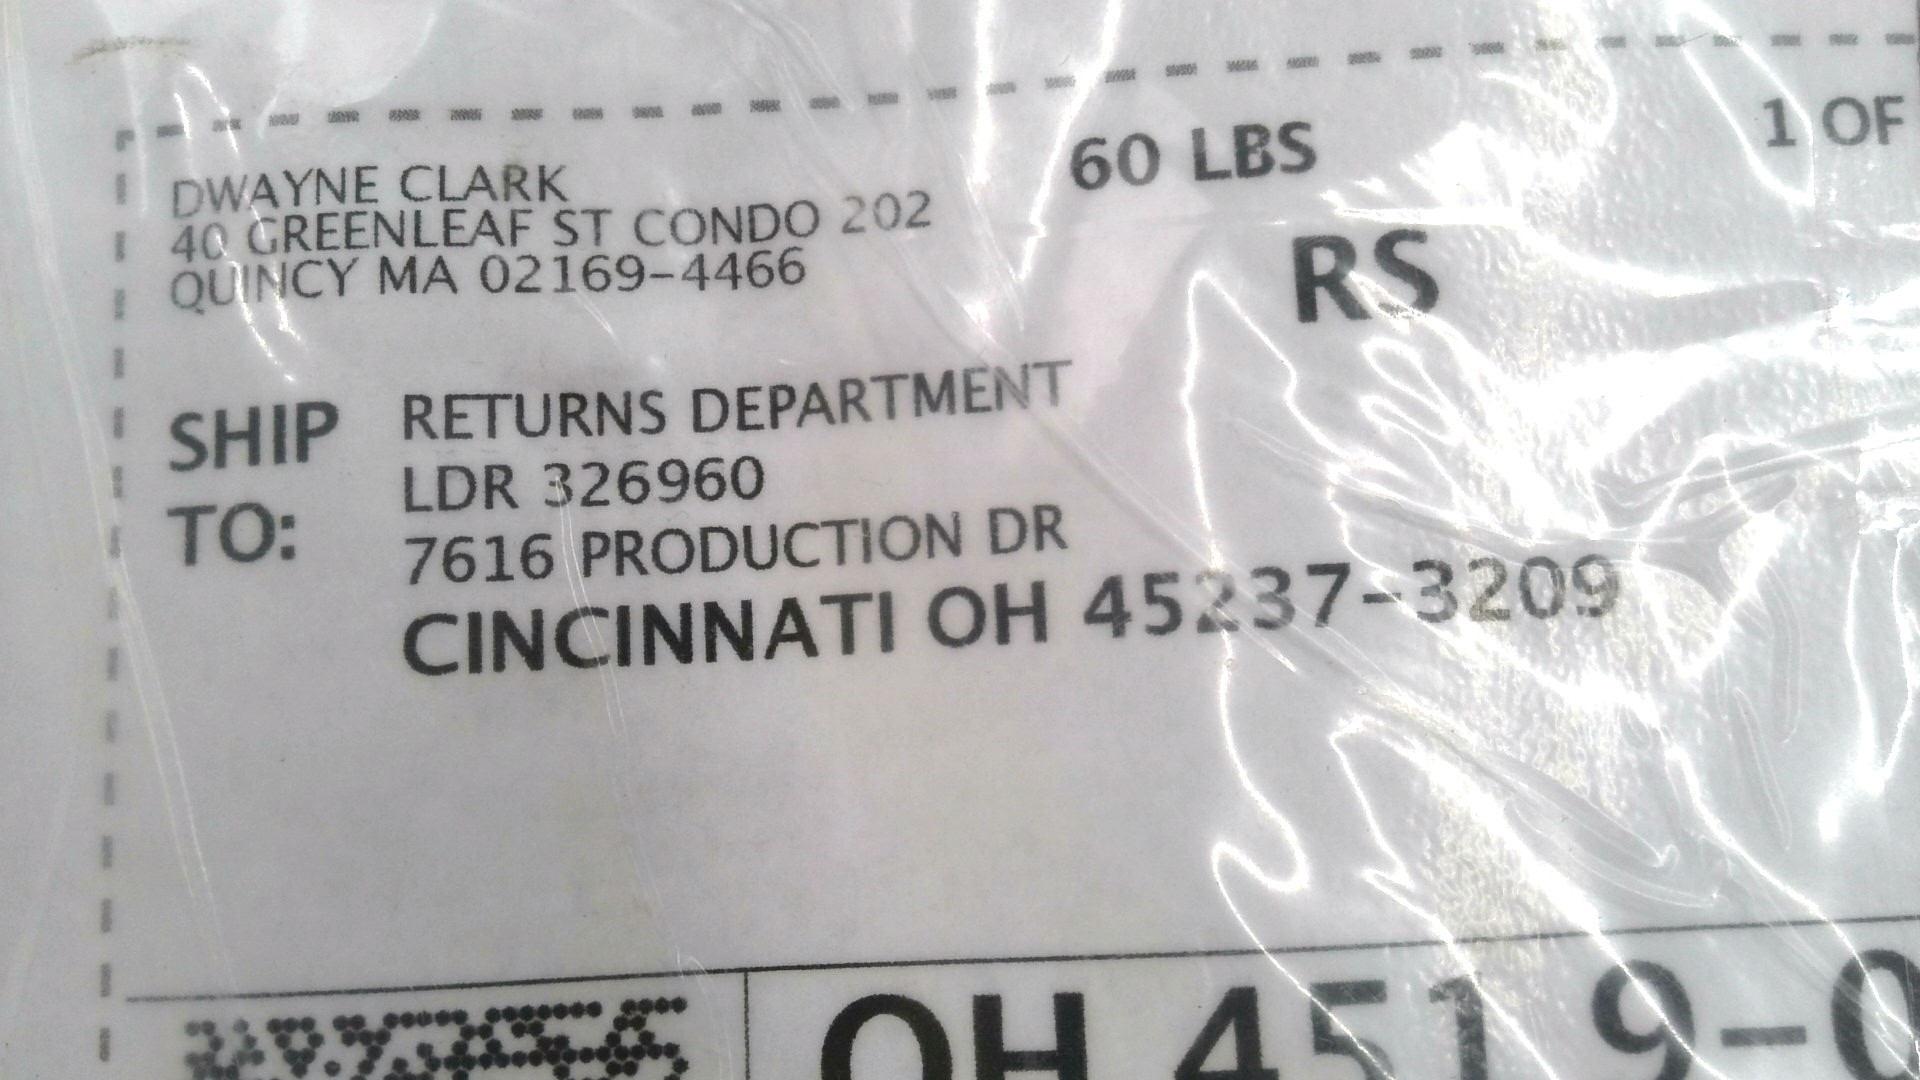 DWAYNE CLARK
40 GREENLEAF ST CONDO 202
QUINCY MA 02169-4466
60 LBS
1 OF
RS
SHIP TO:
RETURNS DEPARTMENT
LDR 326960
7616 PRODUCTION DR
CINCINNATI OH 45237-3209
OH 451 9-0